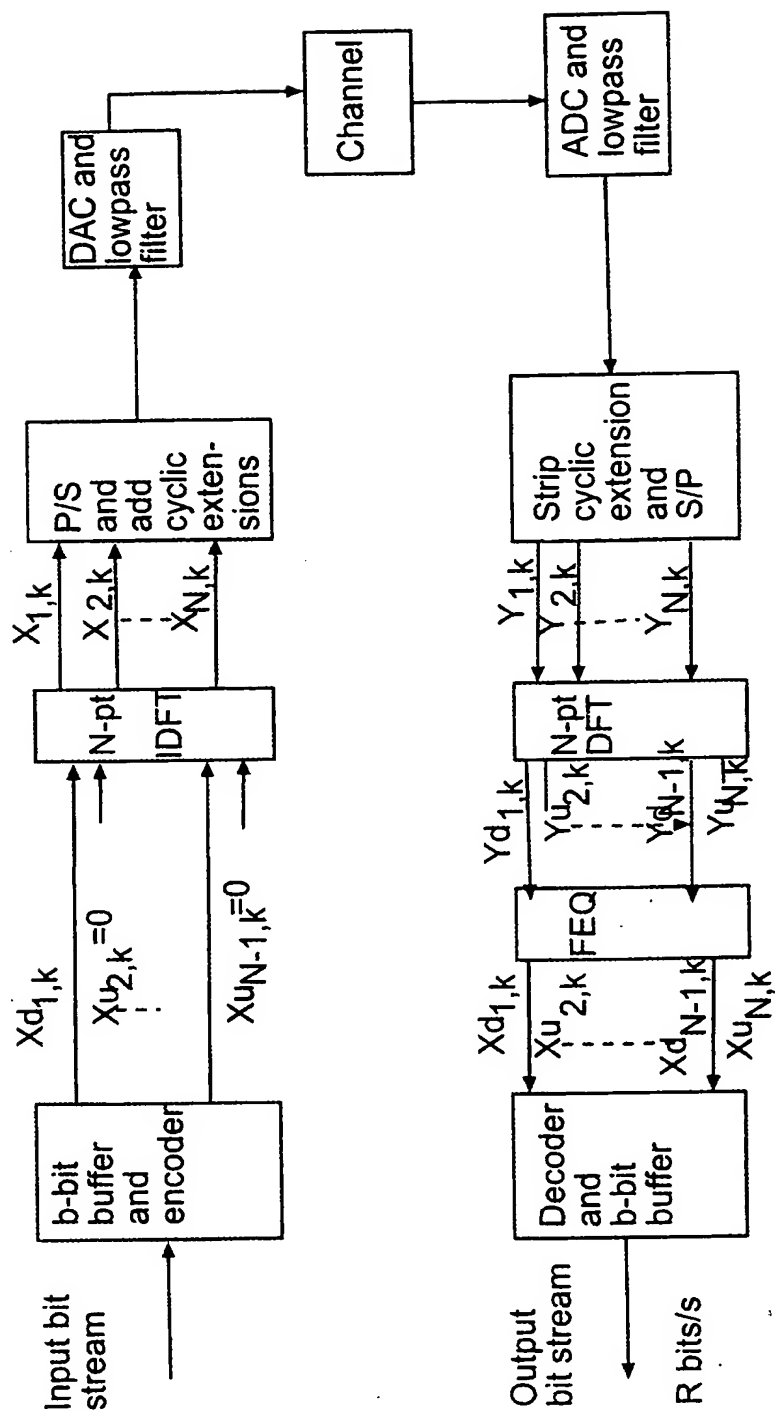 Input bit
stream
b-bit
buffer
and
encoder
Xd1,k
Xu2,k=0
XuN-1,k=0
N-pt
IDFT
X1,k
X2,k
XN,k
P/S
and
add
cyclic
exten-
sions
DAC and
lowpass
filter
Channel
ADC and
lowpass
filter
Strip
cyclic
extension
and
S/P
Y1,k
Y2,k
YN,k
N-pt
DFT
Yd1,k
Yu2,k
YdN-1,k
YuN,k
FEQ
Xd1,k
Xu2,k
XdN-1,k
XuN,k
Decoder
and
b-bit
buffer
Output
bit stream
R bits/s